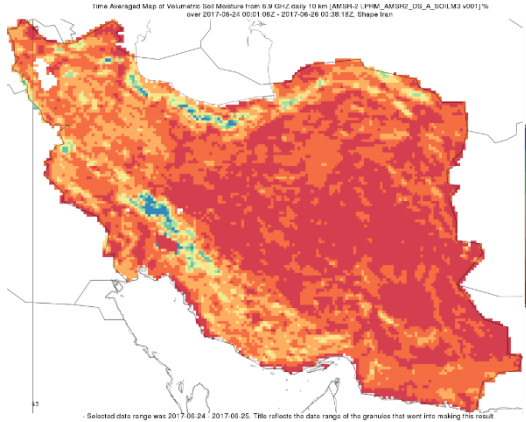 Time Averaged Map of Volumetric Soil Moisture from 6.9 GHZ daily 10 km [AMSR-2 LPRM_AMSR2_DS_A_SOILM3 v001] %
over 2017-06-24 00:01:06Z - 2017-06-26 00:38:18Z, Shape Iran
- Selected date range was 2017-06-24 - 2017-06-25. Title reflects the date range of the granules that went into making this result